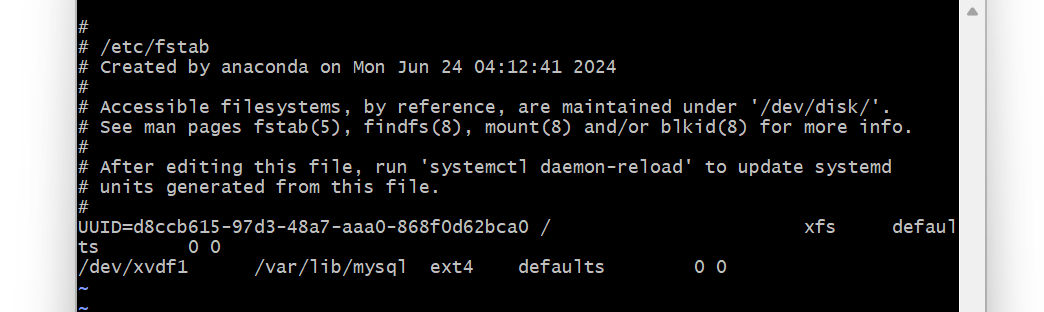 #
# /etc/fstab
# Created by anaconda on Mon Jun 24 04:12:41 2024
#
# Accessible filesystems, by reference, are maintained under '/dev/disk/'.
# See man pages fstab(5), findfs(8), mount(8) and/or blkid(8) for more info.
#
# After editing this file, run 'systemctl daemon-reload' to update systemd
# units generated from this file.
#
UUID=d8ccb615-97d3-48a7-aaa0-868f0d62bca0 /                       xfs     defaul
ts        0 0
/dev/xvdf1      /var/lib/mysql  ext4    defaults        0 0
~
~